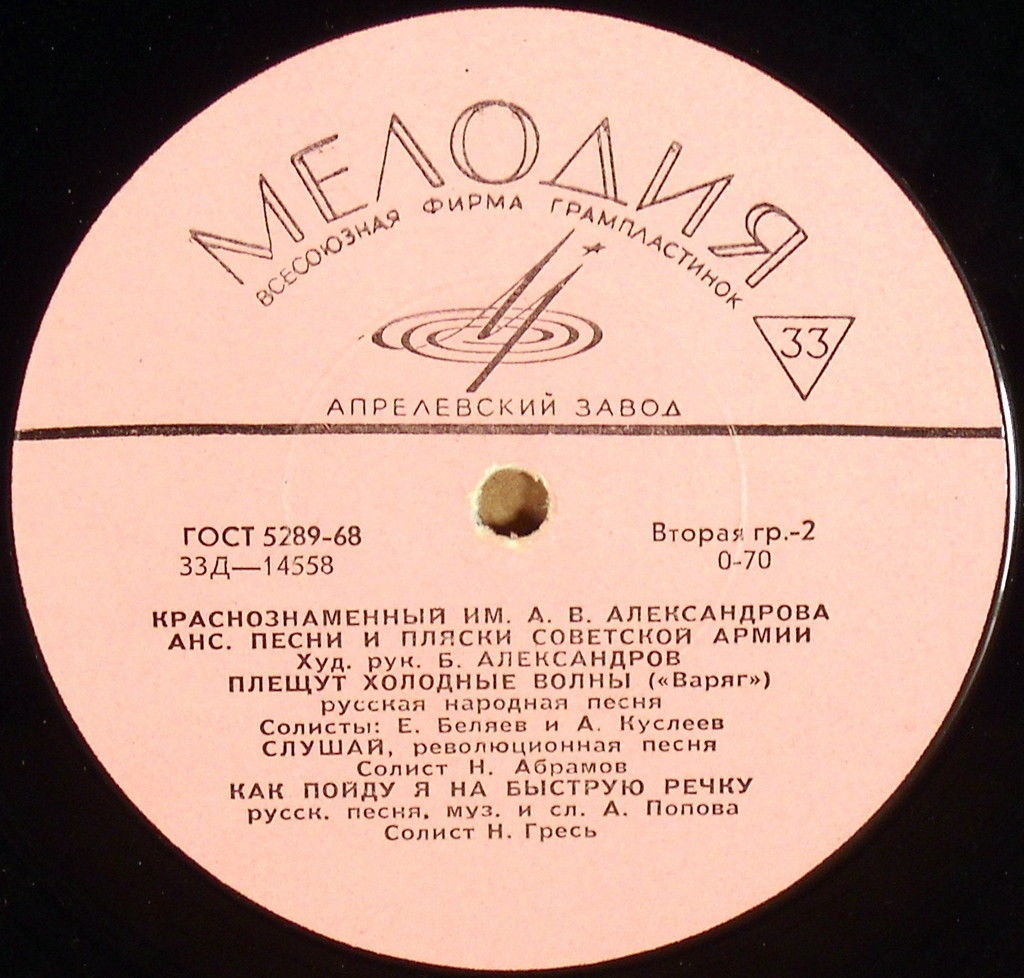 МЕЛОДИЯ
ВСЕСОЮЗНАЯ ФИРМА ГРАМПЛАСТИНОК
33
АПРЕЛЕВСКИЙ ЗАВОД
ГОСТ 5289-68
Вторая гр.-2
33Д—14558
0-70
КРАСНОЗНАМЕННЫЙ ИМ. А. В. АЛЕКСАНДРОВА
АНС. ПЕСНИ И ПЛЯСКИ СОВЕТСКОЙ АРМИИ
Худ. рук. Б. АЛЕКСАНДРОВ
ПЛЕЩУТ ХОЛОДНЫЕ ВОЛНЫ («Варяг»)
русская народная песня
Солисты: Е. Беляев и А. Куслеев
СЛУШАЙ, революционная песня
Солист Н. Абрамов
КАК ПОЙДУ Я НА БЫСТРУЮ РЕЧКУ
русск. песня, муз. и сл. А. Попова
Солист Н. Гресь